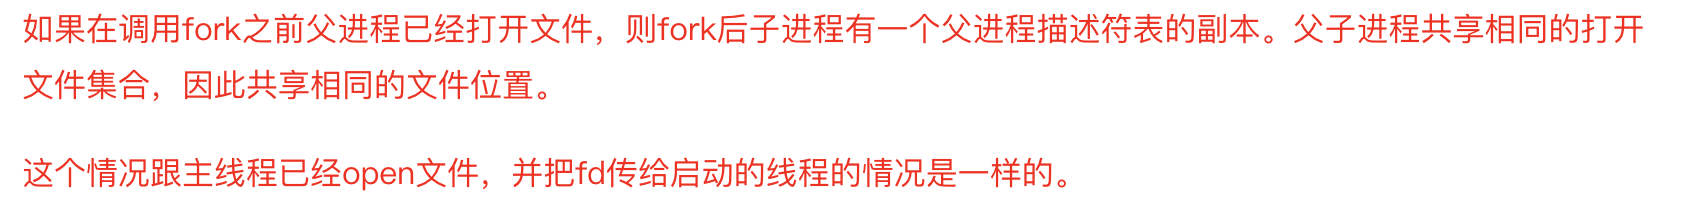 如果在调用fork之前父进程已经打开文件，则fork后子进程有一个父进程描述符表的副本。父子进程共享相同的打开
文件集合，因此共享相同的文件位置。
这个情况跟主线程已经open文件，并把fd传给启动的线程的情况是一样的。